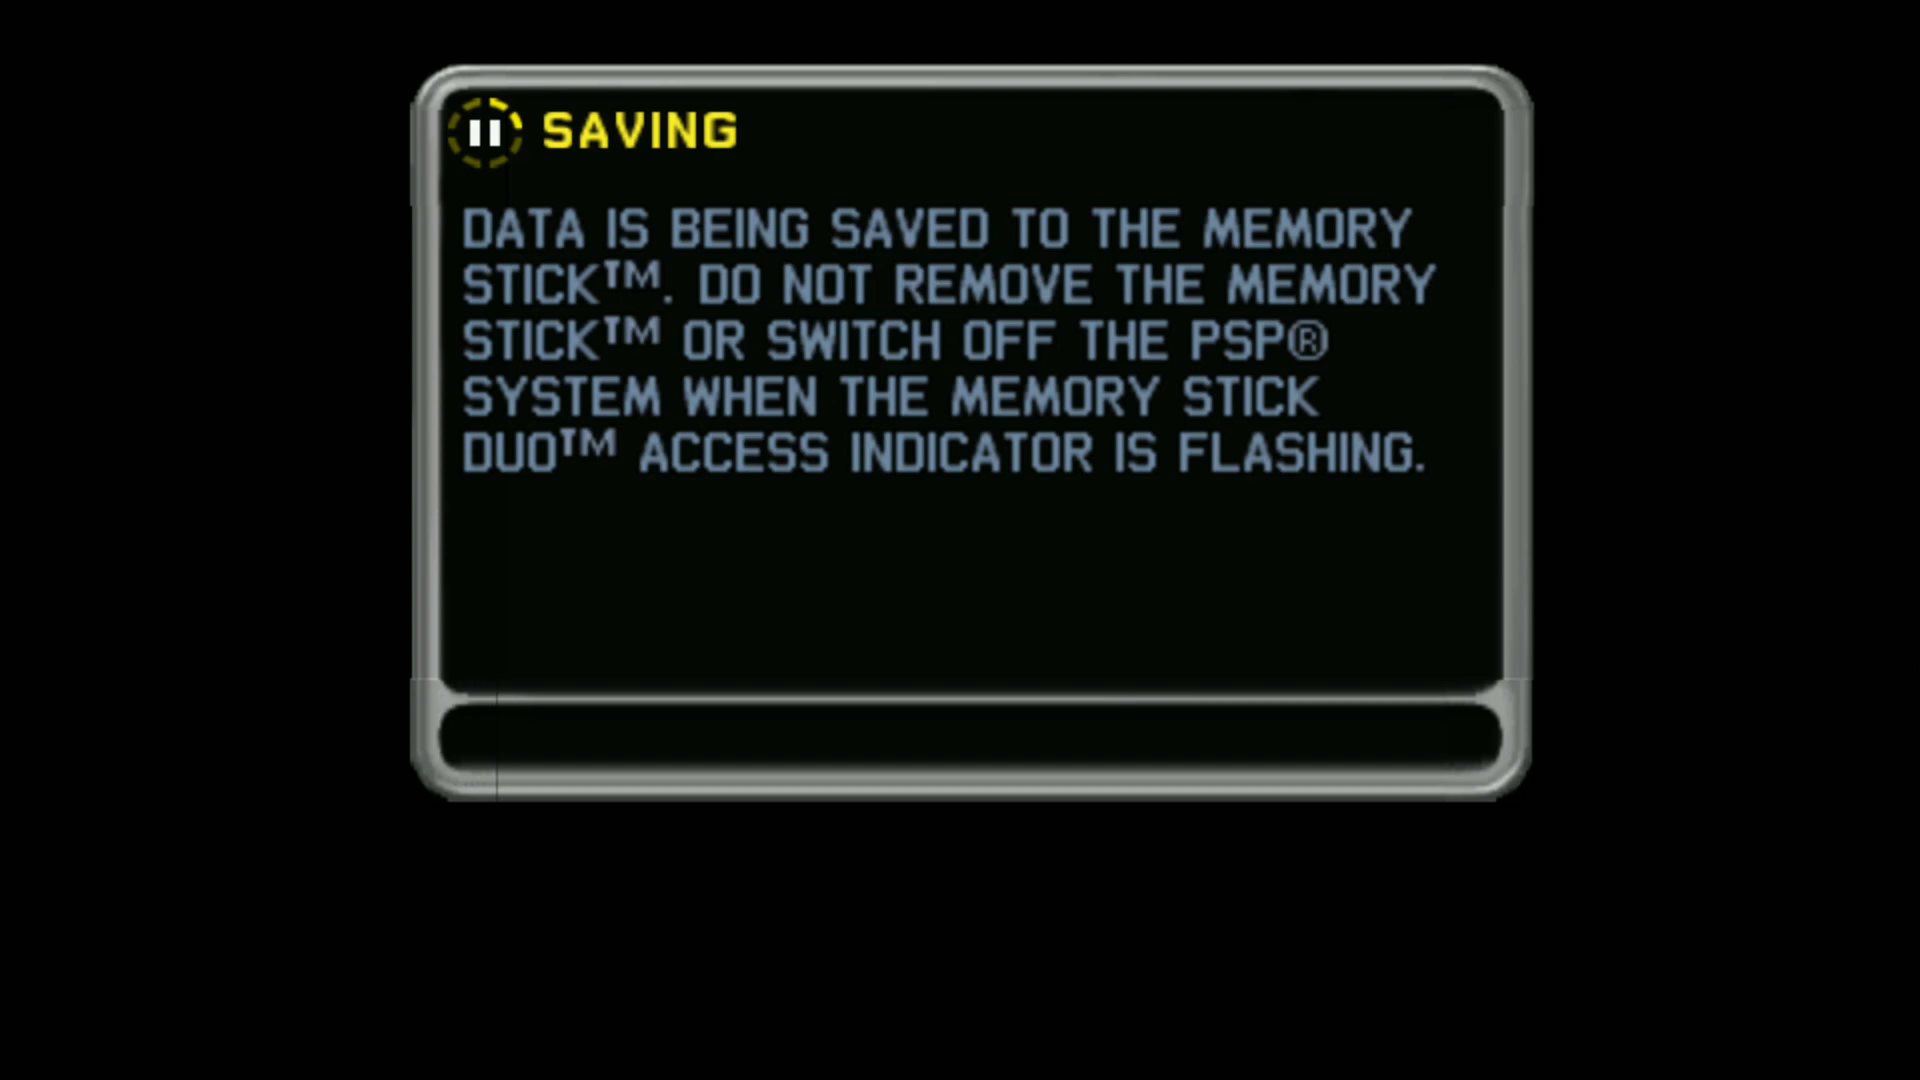 SAVING
DATA IS BEING SAVED TO THE MEMORY
STICK™. DO NOT REMOVE THE MEMORY
STICK™ OR SWITCH OFF THE PSP®
SYSTEM WHEN THE MEMORY STICK
DUO™ ACCESS INDICATOR IS FLASHING.